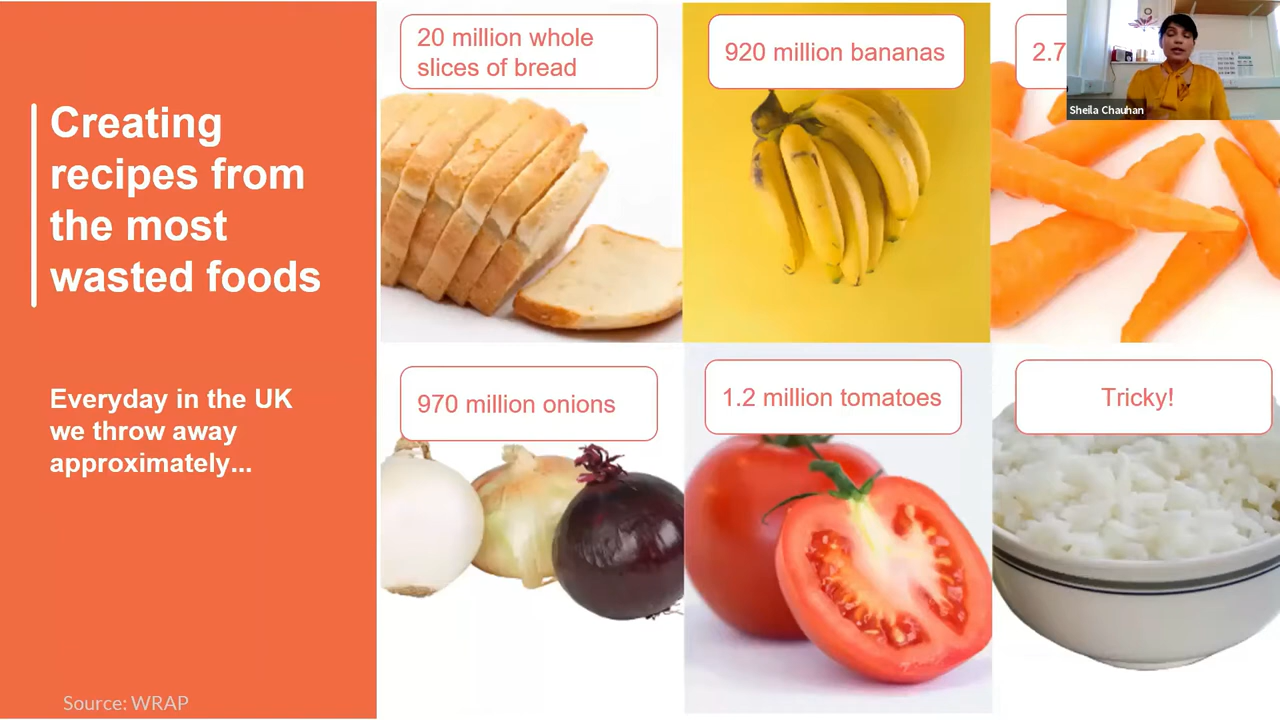 Creating
recipes from
the most
wasted foods
Everyday in the UK
we throw away
approximately...
Source: WRAP
20 million whole
slices of bread
920 million bananas
2.7
Sheila Chauhan
970 million onions
1.2 million tomatoes
Tricky!